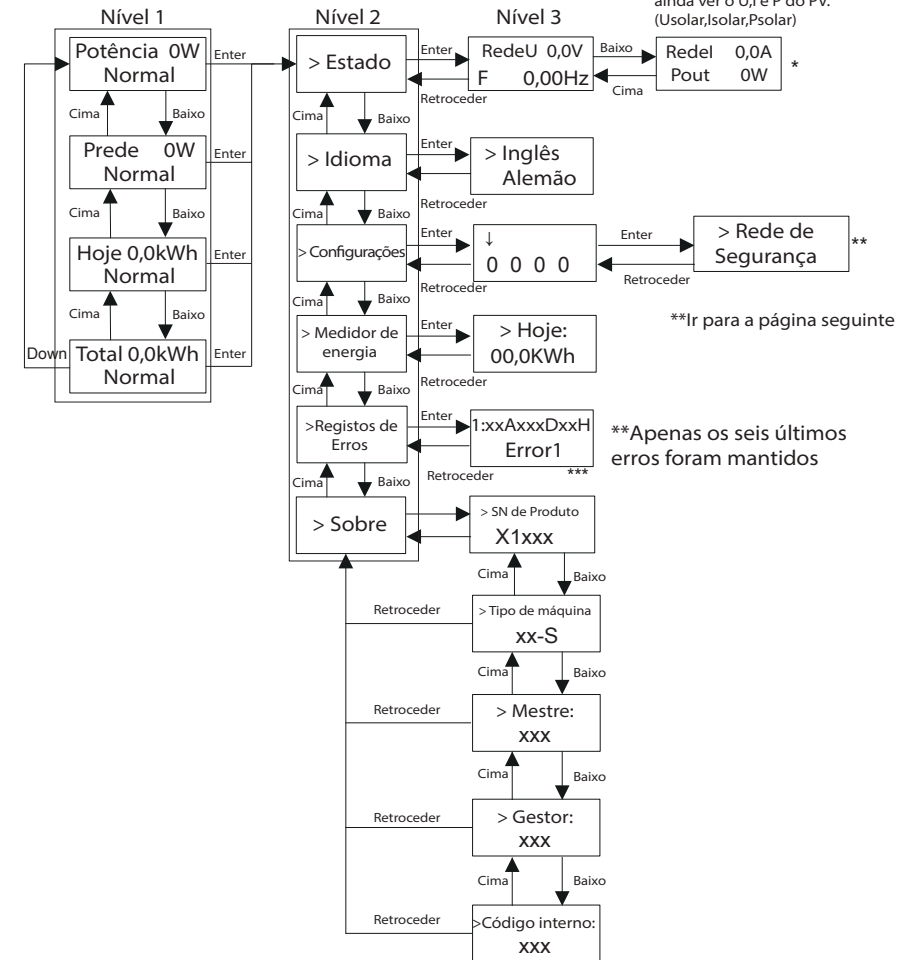 ainda ver o U,I e P do PV.
(Usolar,Isolar,Psolar)
Nível 1
Nível 2
Nível 3
Potência 0W
Normal
Enter
> Estado
Enter
Retroceder
RedeU 0,0V
F 0,00Hz
Baixo
Cima
RedeI 0,0A
Pout 0W
*
Cima
Baixo
Cima
Baixo
Prede 0W
Normal
Enter
> Idioma
Enter
Retroceder
> Inglês
Alemão
Cima
Baixo
Cima
Baixo
Hoje 0,0kWh
Normal
Enter
> Configurações
Enter
Retroceder
↓
0 0 0 0
Enter
Retroceder
> Rede de
Segurança
**
Cima
Baixo
Cima
Baixo
**Ir para a página seguinte
Down
Total 0,0kWh
Normal
Enter
> Medidor de
energia
Enter
Retroceder
> Hoje:
00,0KWh
Cima
Baixo
>Registos de
Erros
Enter
Retroceder
1:xxAxxxDxxH
Error1
***
**Apenas os seis últimos
erros foram mantidos
Cima
Baixo
> Sobre
> SN de Produto
X1xxx
Cima
Baixo
Retroceder
> Tipo de máquina
xx-S
Cima
Baixo
Retroceder
> Mestre:
xxx
Cima
Baixo
Retroceder
> Gestor:
xxx
Cima
Baixo
Retroceder
>Código interno:
xxx